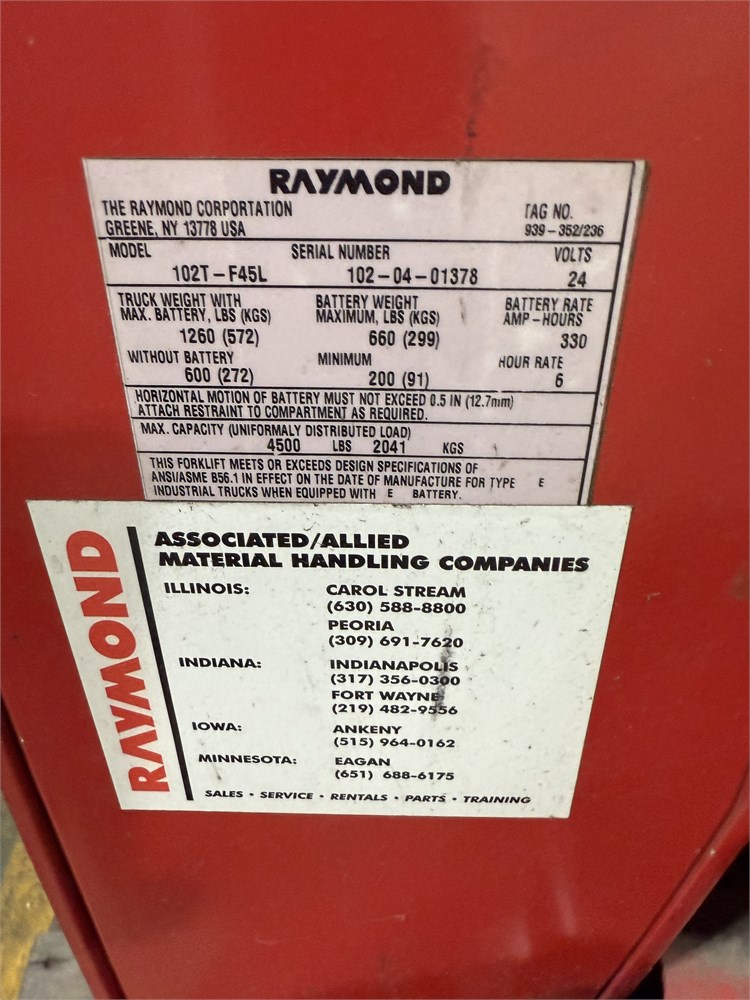 RAYMOND
THE RAYMOND CORPORTATION
GREENE, NY 13778 USA
TAG NO.
939-352/236
MODEL SERIAL NUMBER VOLTS
102T-F45L 102-04-01378 24
TRUCK WEIGHT WITH BATTERY WEIGHT BATTERY RATE
MAX. BATTERY, LBS (KGS) MAXIMUM, LBS (KGS) AMP-HOURS
1260 (572) 660 (299) 330
WITHOUT BATTERY MINIMUM HOUR RATE
600 (272) 200 (91) 6
HORIZONTAL MOTION OF BATTERY MUST NOT EXCEED 0.5 IN (12.7mm)
ATTACH RESTRAINT TO COMPARTMENT AS REQUIRED.
MAX. CAPACITY (UNIFORMALY DISTRIBUTED LOAD)
4500 LBS 2041 KGS
THIS FORKLIFT MEETS OR EXCEEDS DESIGN SPECIFICATIONS OF
ANSI/ASME B56.1 IN EFFECT ON THE DATE OF MANUFACTURE FOR TYPE E
INDUSTRIAL TRUCKS WHEN EQUIPPED WITH E BATTERY.
RAYMOND
ASSOCIATED/ALLIED
MATERIAL HANDLING COMPANIES
ILLINOIS: CAROL STREAM
(630) 588-8800
PEORIA
(309) 691-7620
INDIANA: INDIANAPOLIS
(317) 356-0300
FORT WAYNE
(219) 482-9556
IOWA: ANKENY
(515) 964-0162
MINNESOTA: EAGAN
(651) 688-6175
SALES · SERVICE · RENTALS · PARTS · TRAINING